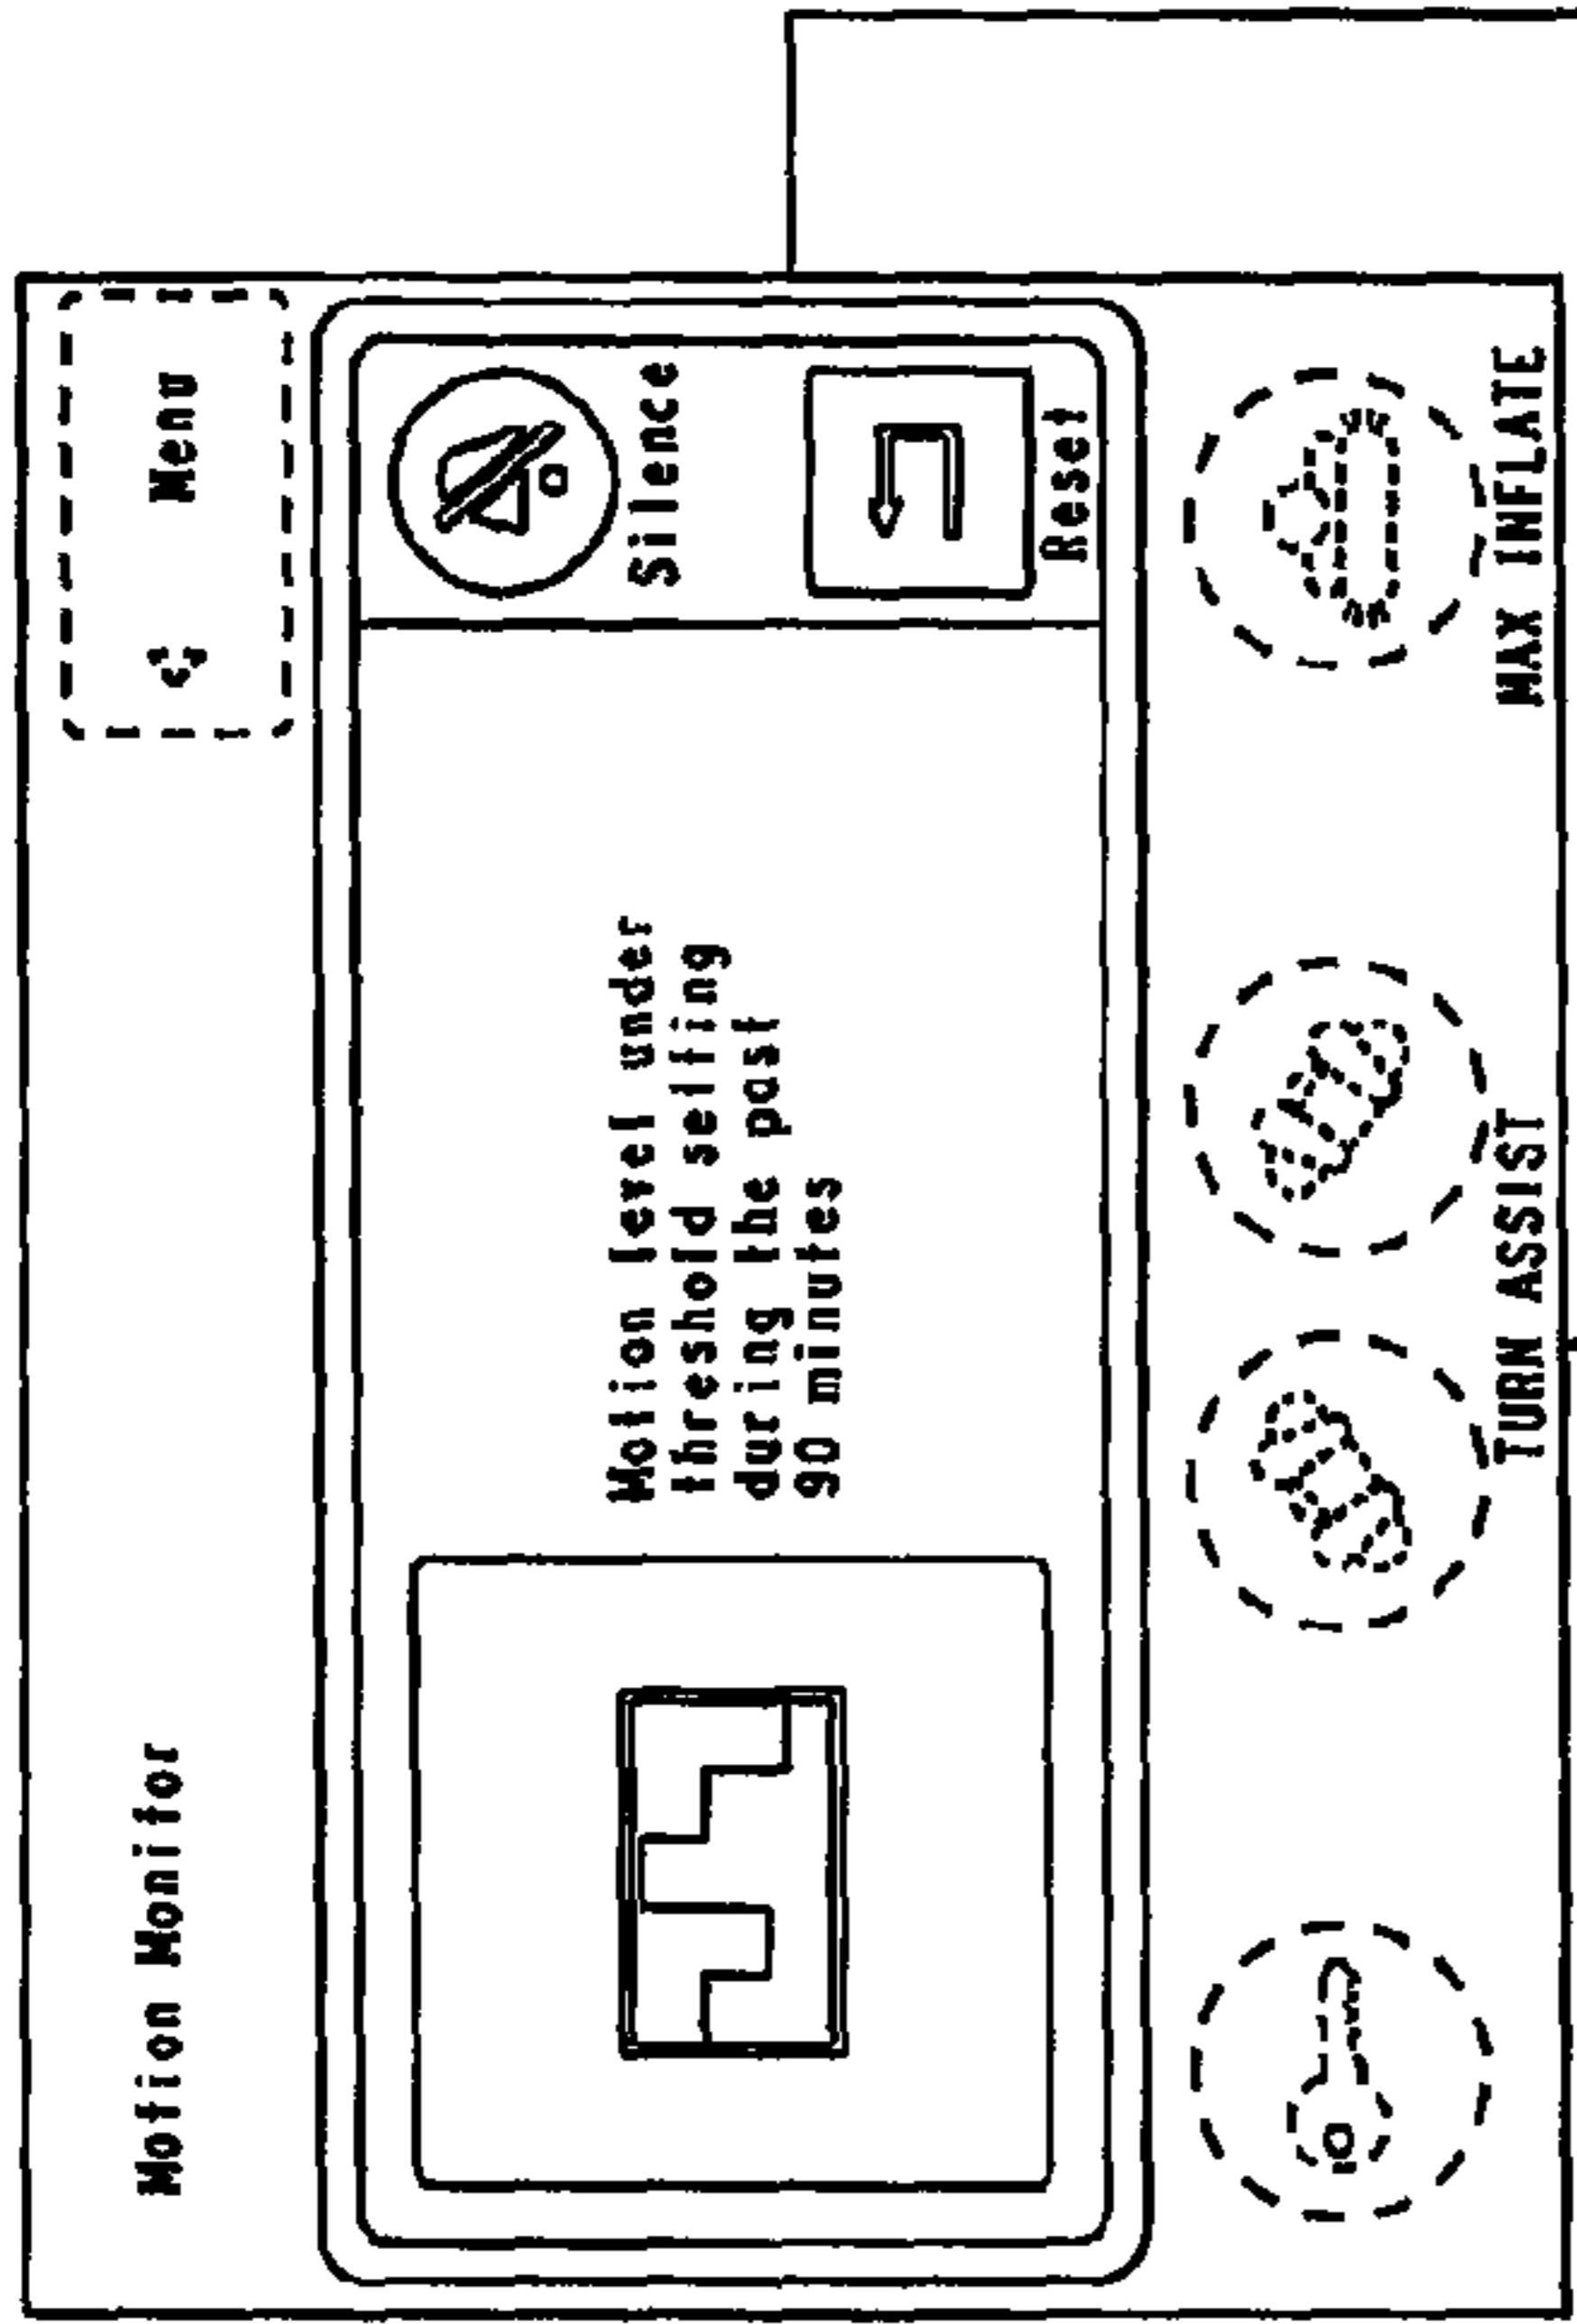 Motion Monitor
Menu
Motion level under
threshold setting
during the past
90 minutes
Silence
Reset
TURN ASSIST
MAX INFLATE